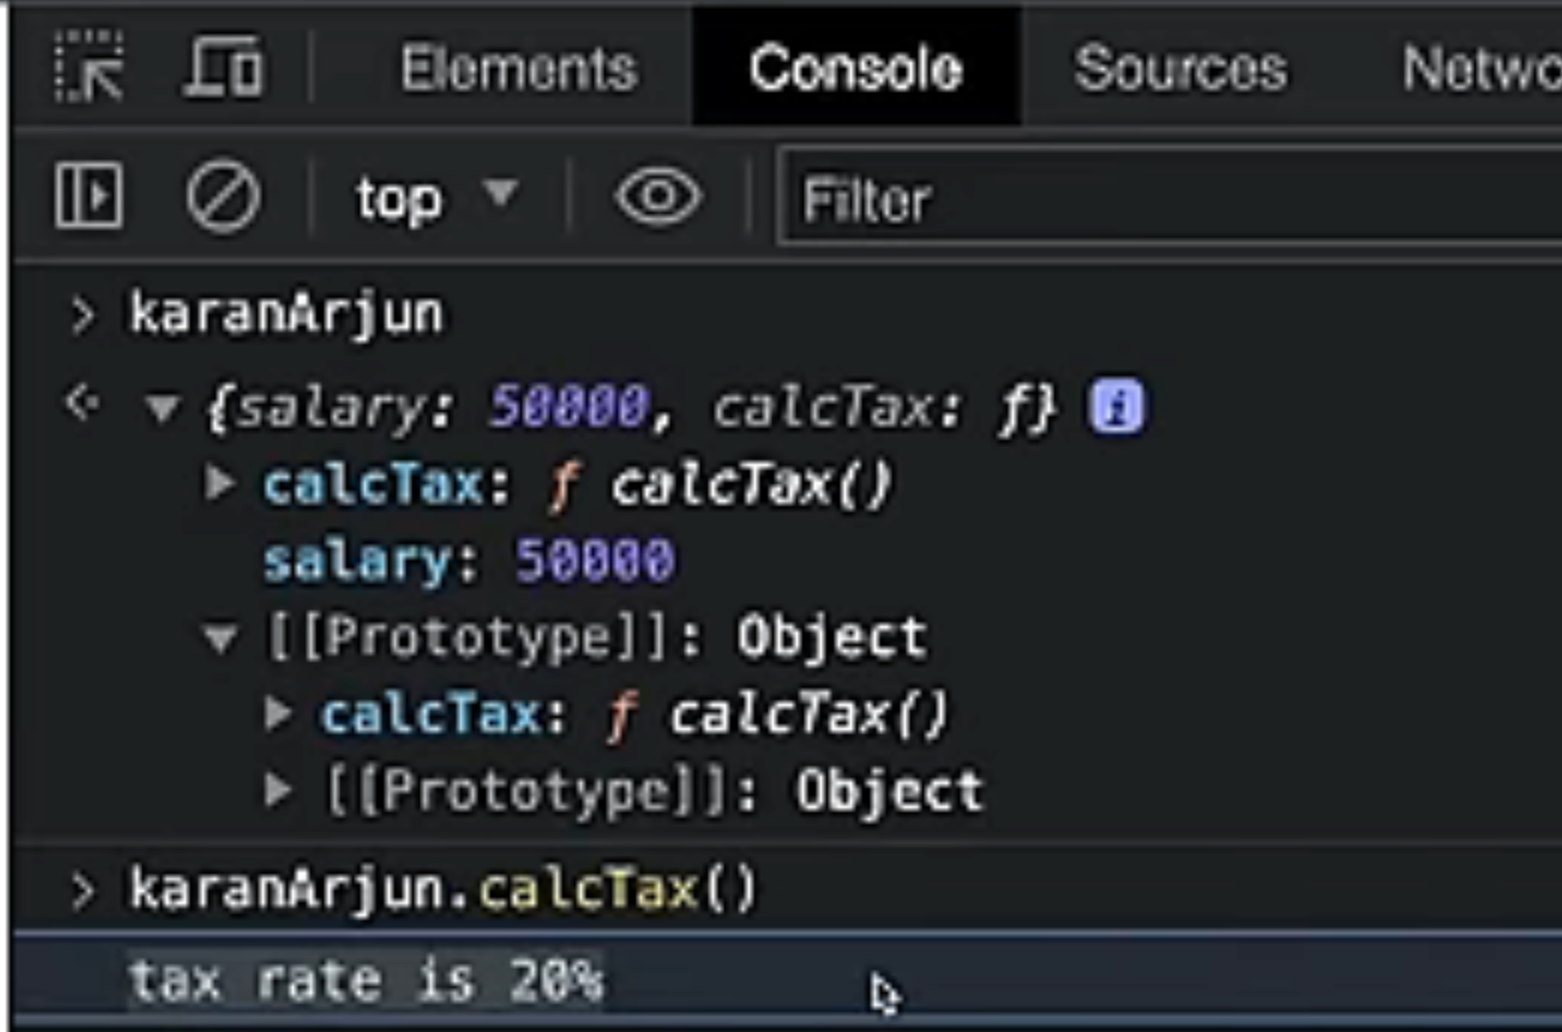 Elements Console Sources Netwo
top Filter
> karanArjun
{salary: 50000, calcTax: ƒ} i
calcTax: ƒ calcTax()
salary: 50000
[[Prototype]]: Object
calcTax: ƒ calcTax()
[[Prototype]]: Object
> karanArjun.calcTax()
tax rate is 20%